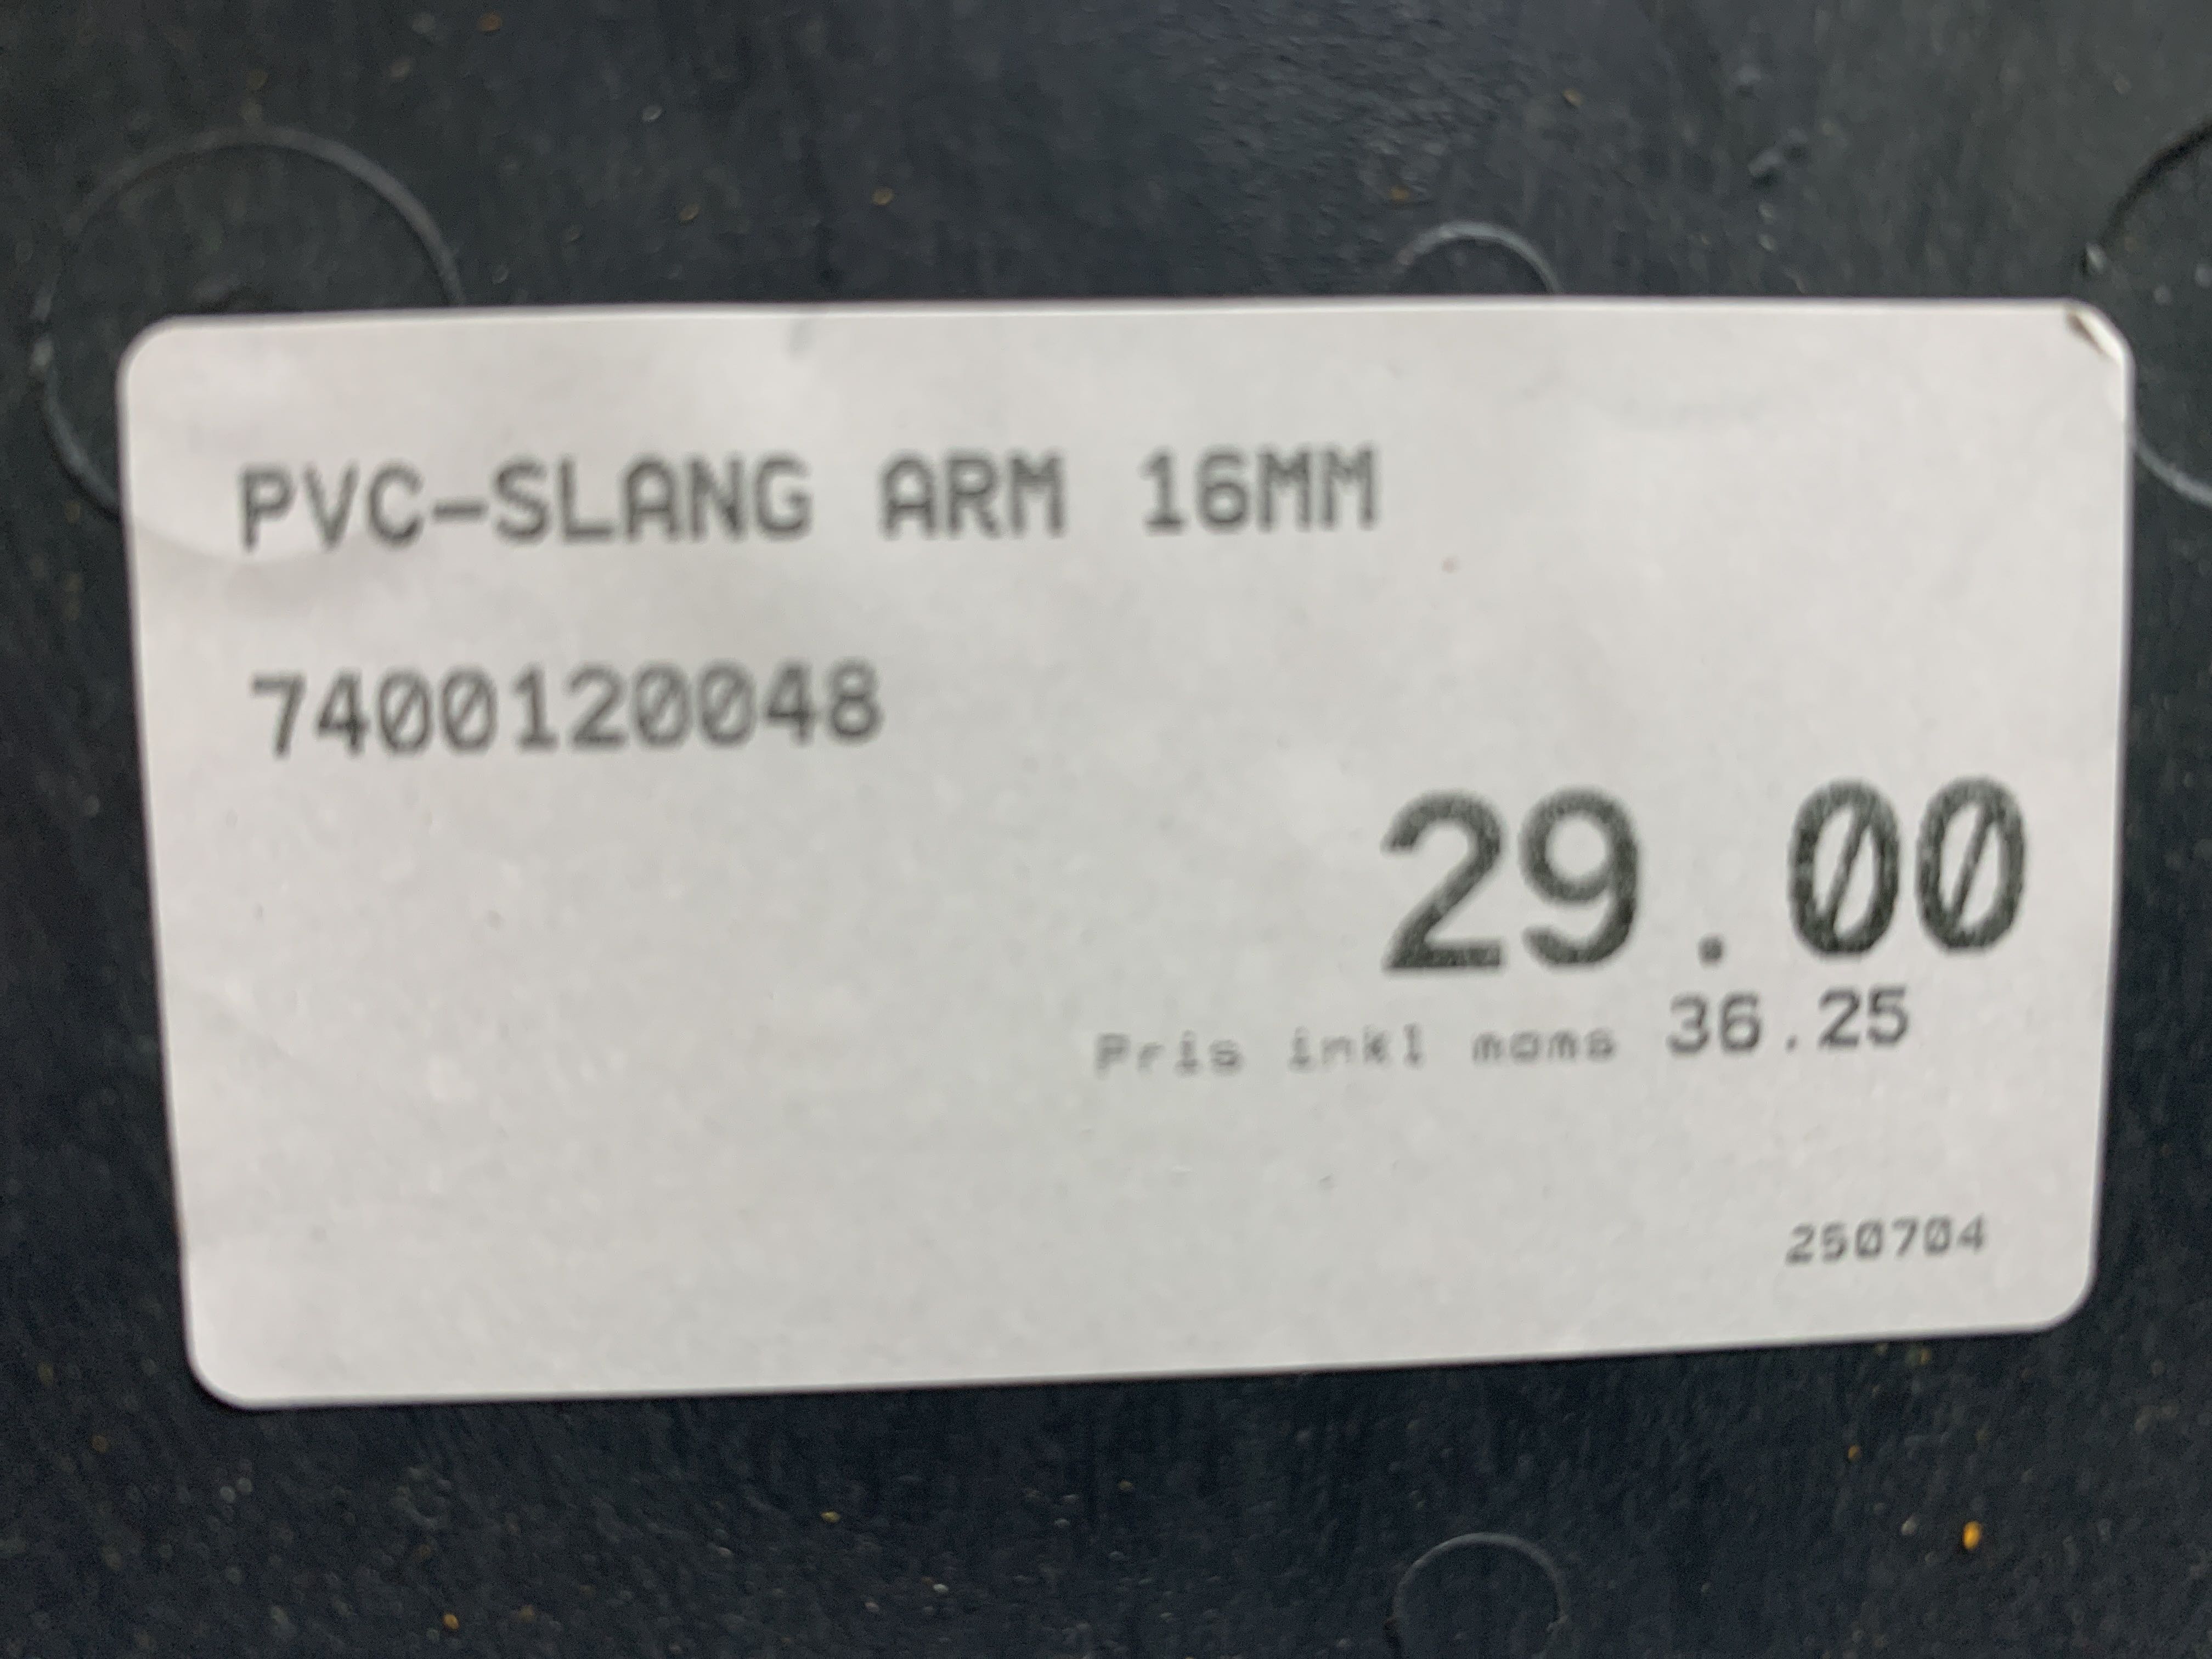 PVC-SLANG ARM 16MM
7400120048
29.00
Pris inkl moms 36.25
250704